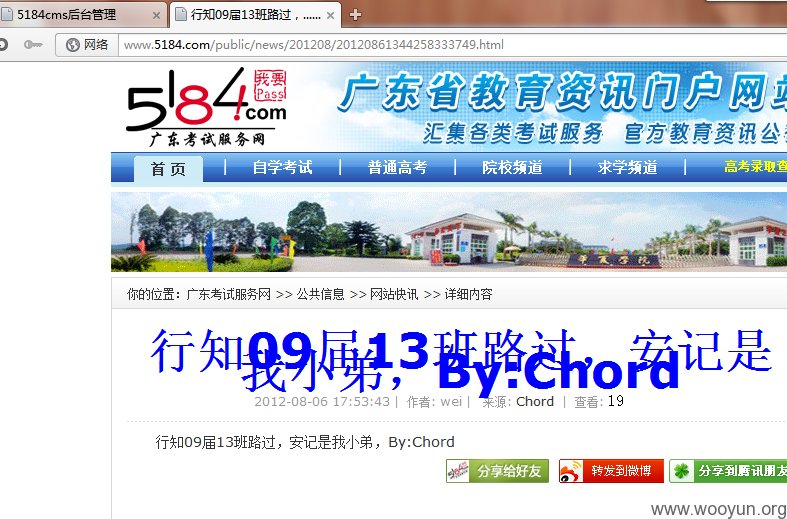 5184cms后台管理
行知09届13班路过，......
网络 www.5184.com/public/news/201208/20120861344258333749.html
5184.com 我要Pass
广东考试服务网
广东省教育资讯门户网站
汇集各类考试服务 官方教育资讯公
首 页 | 自学考试 | 普通高考 | 院校频道 | 求学频道 | 高考录取查
你的位置：广东考试服务网 >> 公共信息 >> 网站快讯 >> 详细内容
行知09届13班路过，安记是
我小弟，By:Chord
2012-08-06 17:53:43 | 作者: wei | 来源: Chord | 查看: 19
行知09届13班路过，安记是我小弟，By:Chord
分享给好友 转发到微博 分享到腾讯朋友
www.wooyun.org